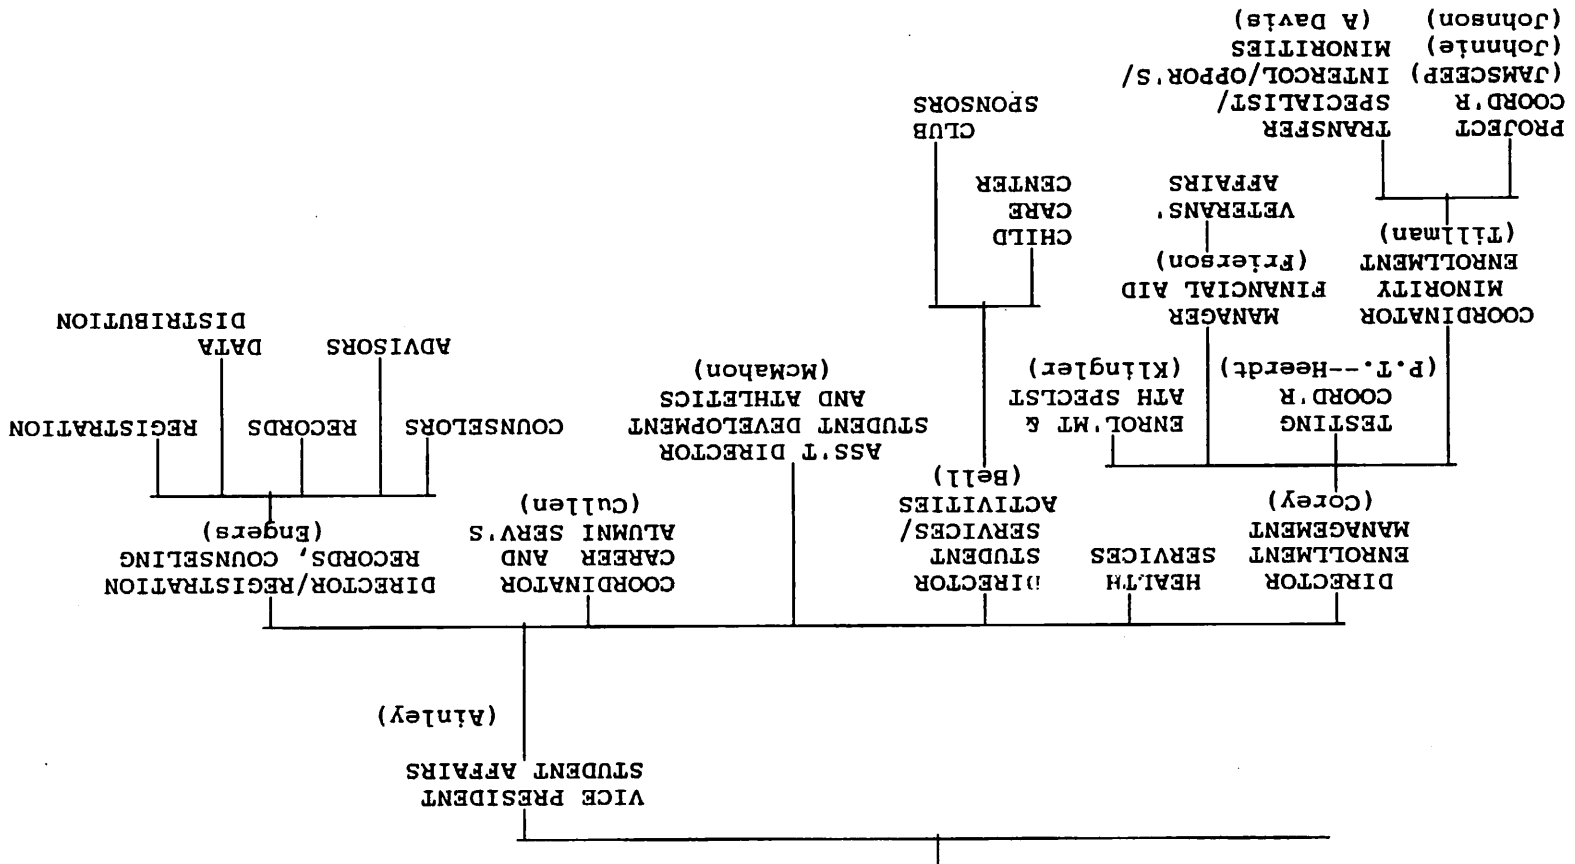 VICE PRESIDENT
STUDENT AFFAIRS
(Ainley)
DIRECTOR
ENROLLMENT
MANAGEMENT
(Corey)
HEALTH
SERVICES
DIRECTOR
STUDENT
SERVICES/
ACTIVITIES
(Bell)
ASS'T DIRECTOR
STUDENT DEVELOPMENT
AND ATHLETICS
(McMahon)
COORDINATOR
CAREER AND
ALUMNI SERV'S
(Cullen)
DIRECTOR/REGISTRATION
RECORDS, COUNSELING
(Engers)
COORDINATOR
MINORITY
ENROLLMENT
(Tillman)
TESTING
COORD'R
(P.T.--Heerdt)
MANAGER
FINANCIAL AID
(Frierson)
ENROL'MT &
ATH SPECLST
(Klingler)
PROJECT
COORD'R
(JAMSCEEP)
(Johnnie)
(Johnson)
TRANSFER
SPECIALIST/
INTERCOL/OPPOR'S/
MINORITIES
(A Davis)
VETERANS'
AFFAIRS
CHILD
CARE
CENTER
CLUB
SPONSORS
COUNSELORS
ADVISORS
RECORDS
DATA
DISTRIBUTION
REGISTRATION